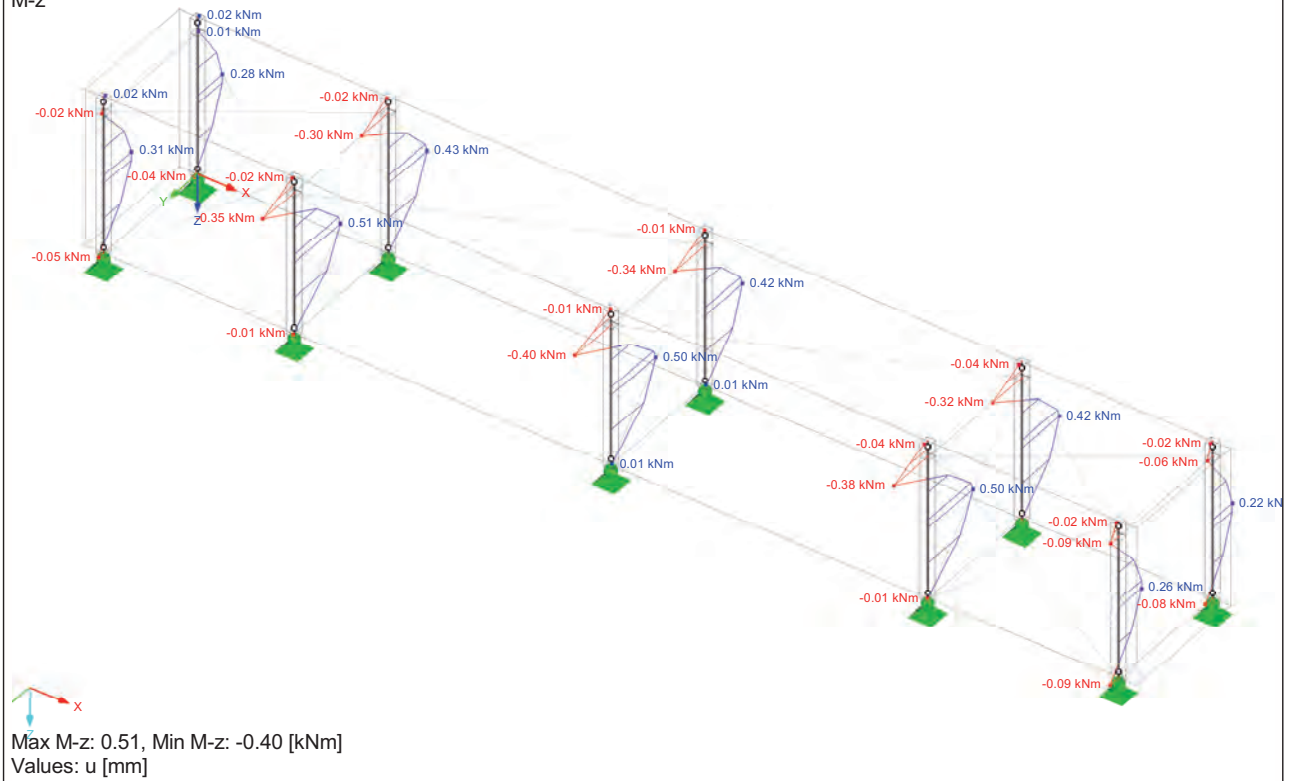 M-z
0.02 kNm
0.01 kNm
0.28 kNm
0.02 kNm
-0.02 kNm
0.31 kNm
-0.04 kNm
-0.05 kNm
X
Y
Z
-0.02 kNm
-0.30 kNm
0.43 kNm
-0.02 kNm
-0.35 kNm
0.51 kNm
-0.01 kNm
-0.01 kNm
-0.34 kNm
0.42 kNm
0.01 kNm
-0.01 kNm
-0.40 kNm
0.50 kNm
0.01 kNm
-0.04 kNm
-0.32 kNm
0.42 kNm
-0.04 kNm
-0.38 kNm
0.50 kNm
-0.01 kNm
-0.02 kNm
-0.06 kNm
0.22 kN
-0.08 kNm
-0.02 kNm
-0.09 kNm
0.26 kNm
-0.09 kNm
X
Z
Max M-z: 0.51, Min M-z: -0.40 [kNm]
Values: u [mm]